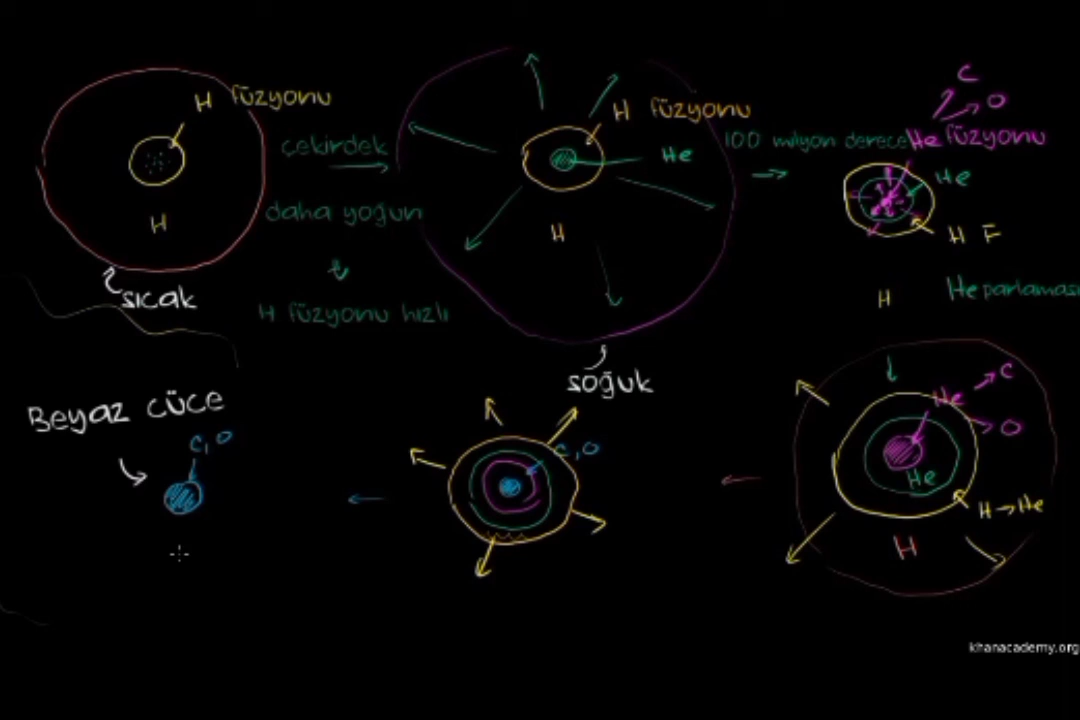 H füzyonu
H
sıcak
çekirdek
daha yoğun
H füzyonu hızlı
H füzyonu
He
H
soğuk
100 milyon derece
C
O
He füzyonu
He
H F
H
He parlaması
He
C
O
He
H → He
H
C, O
Beyaz cüce
C, O
khanacademy.org